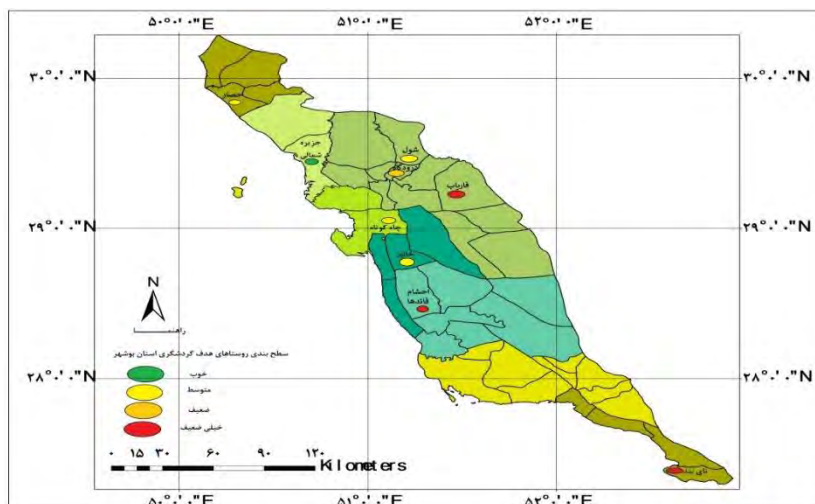 ۵۰°۰'۰"E ۵۱°۰'۰"E ۵۲°۰'۰"E
۳۰°۰'۰"N ۳۰°۰'۰"N
جزیره
شمالی
شول
درودگاه
فاریاب
۲۹°۰'۰"N ۲۹°۰'۰"N
چاه کوتاه
احشام
قائدها
N
راهنما
سطح بندی روستاهای هدف گردشگری استان بوشهر
۲۸°۰'۰"N ۲۸°۰'۰"N
خوب
متوسط
ضعیف
خیلی ضعیف
۰ ۱۵ ۳۰ ۶۰ ۹۰ ۱۲۰
Kilometers
۵۰°۰'۰"E ۵۱°۰'۰"E ۵۲°۰'۰"E